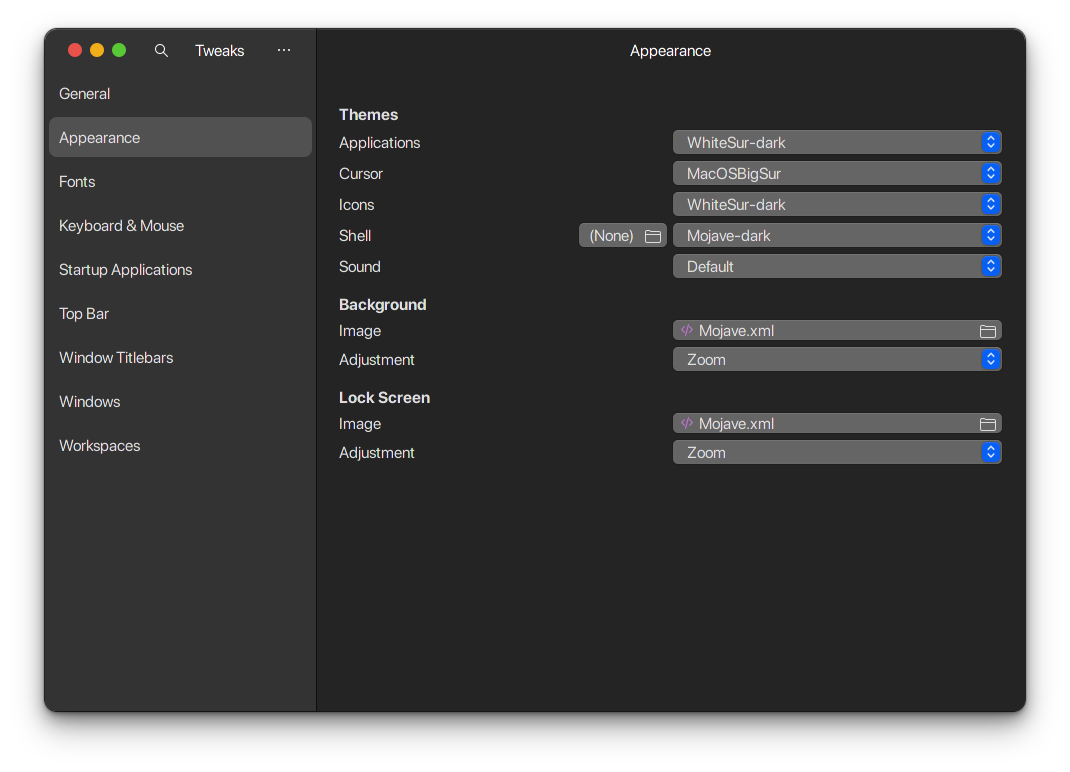 Tweaks
General
Appearance
Fonts
Keyboard & Mouse
Startup Applications
Top Bar
Window Titlebars
Windows
Workspaces
Appearance
Themes
Applications WhiteSur-dark
Cursor MacOSBigSur
Icons WhiteSur-dark
Shell (None) Mojave-dark
Sound Default
Background
Image Mojave.xml
Adjustment Zoom
Lock Screen
Image Mojave.xml
Adjustment Zoom